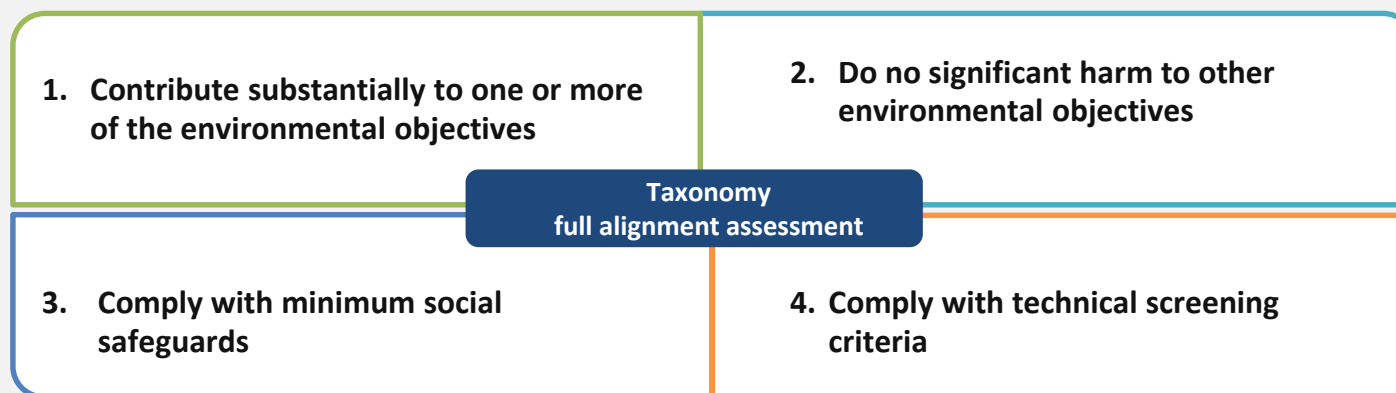 1. Contribute substantially to one or more
of the environmental objectives
2. Do no significant harm to other
environmental objectives
Taxonomy
full alignment assessment
3. Comply with minimum social
safeguards
4. Comply with technical screening
criteria